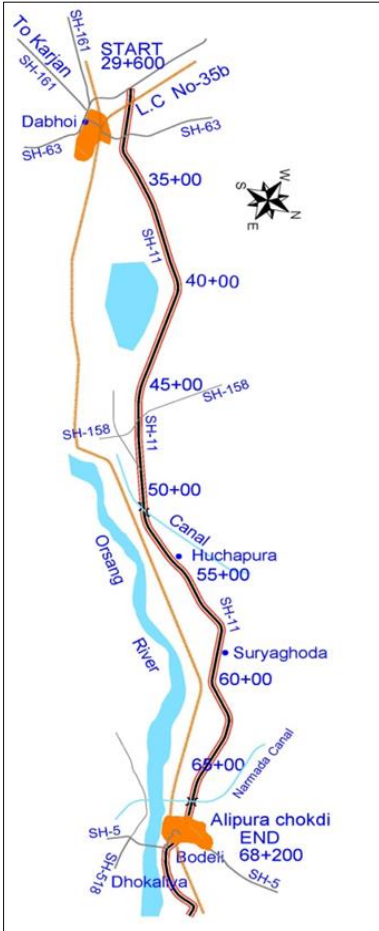 To Karjan
SH-161
SH-161
START
29+600
L.C No-35b
Dabhoi
SH-63
SH-63
35+00
W
S
N
E
SH-11
40+00
45+00
SH-158
SH-158
SH-11
50+00
Canal
Orsang
River
Huchapura
55+00
SH-11
Suryaghoda
60+00
65+00
Narmada Canal
Alipura chokdi
END
68+200
SH-5
Bodeli
SH-518
Dhokaliya
SH-5